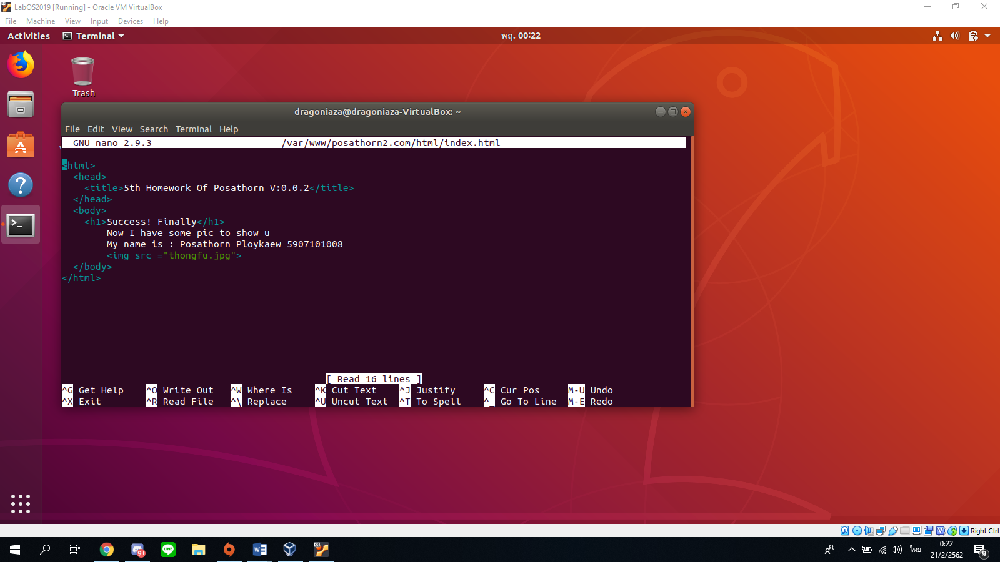 LabOS2019 [Running] - Oracle VM VirtualBox
File Machine View Input Devices Help
Activities Terminal พฤ. 00:22
Trash
dragoniaza@dragoniaza-VirtualBox: ~
File Edit View Search Terminal Help
GNU nano 2.9.3 /var/www/posathorn2.com/html/index.html
<html>
<head>
<title>5th Homework Of Posathorn V:0.0.2</title>
</head>
<body>
<h1>Success! Finally</h1>
Now I have some pic to show u
My name is : Posathorn Ploykaew 5907101008
<img src ="thongfu.jpg">
</body>
</html>
[ Read 16 lines ]
^G Get Help ^O Write Out ^W Where Is ^K Cut Text ^J Justify ^C Cur Pos M-U Undo
^X Exit ^R Read File ^\ Replace ^U Uncut Text ^T To Spell ^_ Go To Line M-E Redo
Right Ctrl
9+
ไทย
0:22
21/2/2562
9